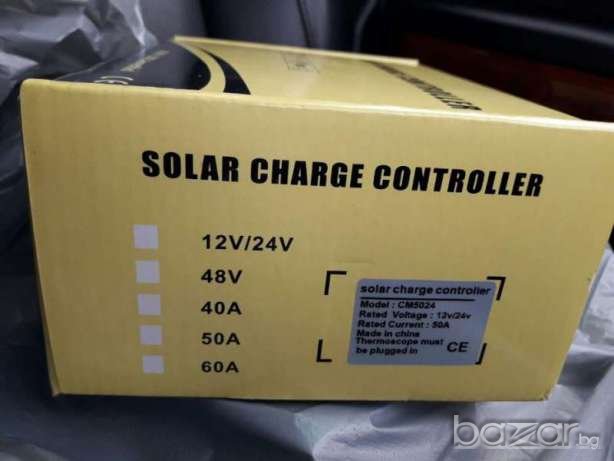 SOLAR CHARGE CONTROLLER
12V/24V
48V
40A
50A
60A
solar charge controller
Model : CM5024
Rated Voltage : 12v/24v
Rated Current : 50A
Made in china
Thermoscope must
be plugged in
CE
bazar.bg